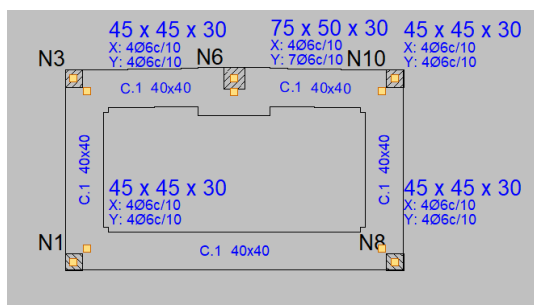 45 x 45 x 30
X: 4Ø6c/10
Y: 4Ø6c/10
75 x 50 x 30
X: 4Ø6c/10
Y: 7Ø6c/10
45 x 45 x 30
X: 4Ø6c/10
Y: 4Ø6c/10
N3
N6
N10
C.1 40x40
C.1 40x40
C.1 40x40
C.1 40x40
45 x 45 x 30
X: 4Ø6c/10
Y: 4Ø6c/10
45 x 45 x 30
X: 4Ø6c/10
Y: 4Ø6c/10
N1
C.1 40x40
N8